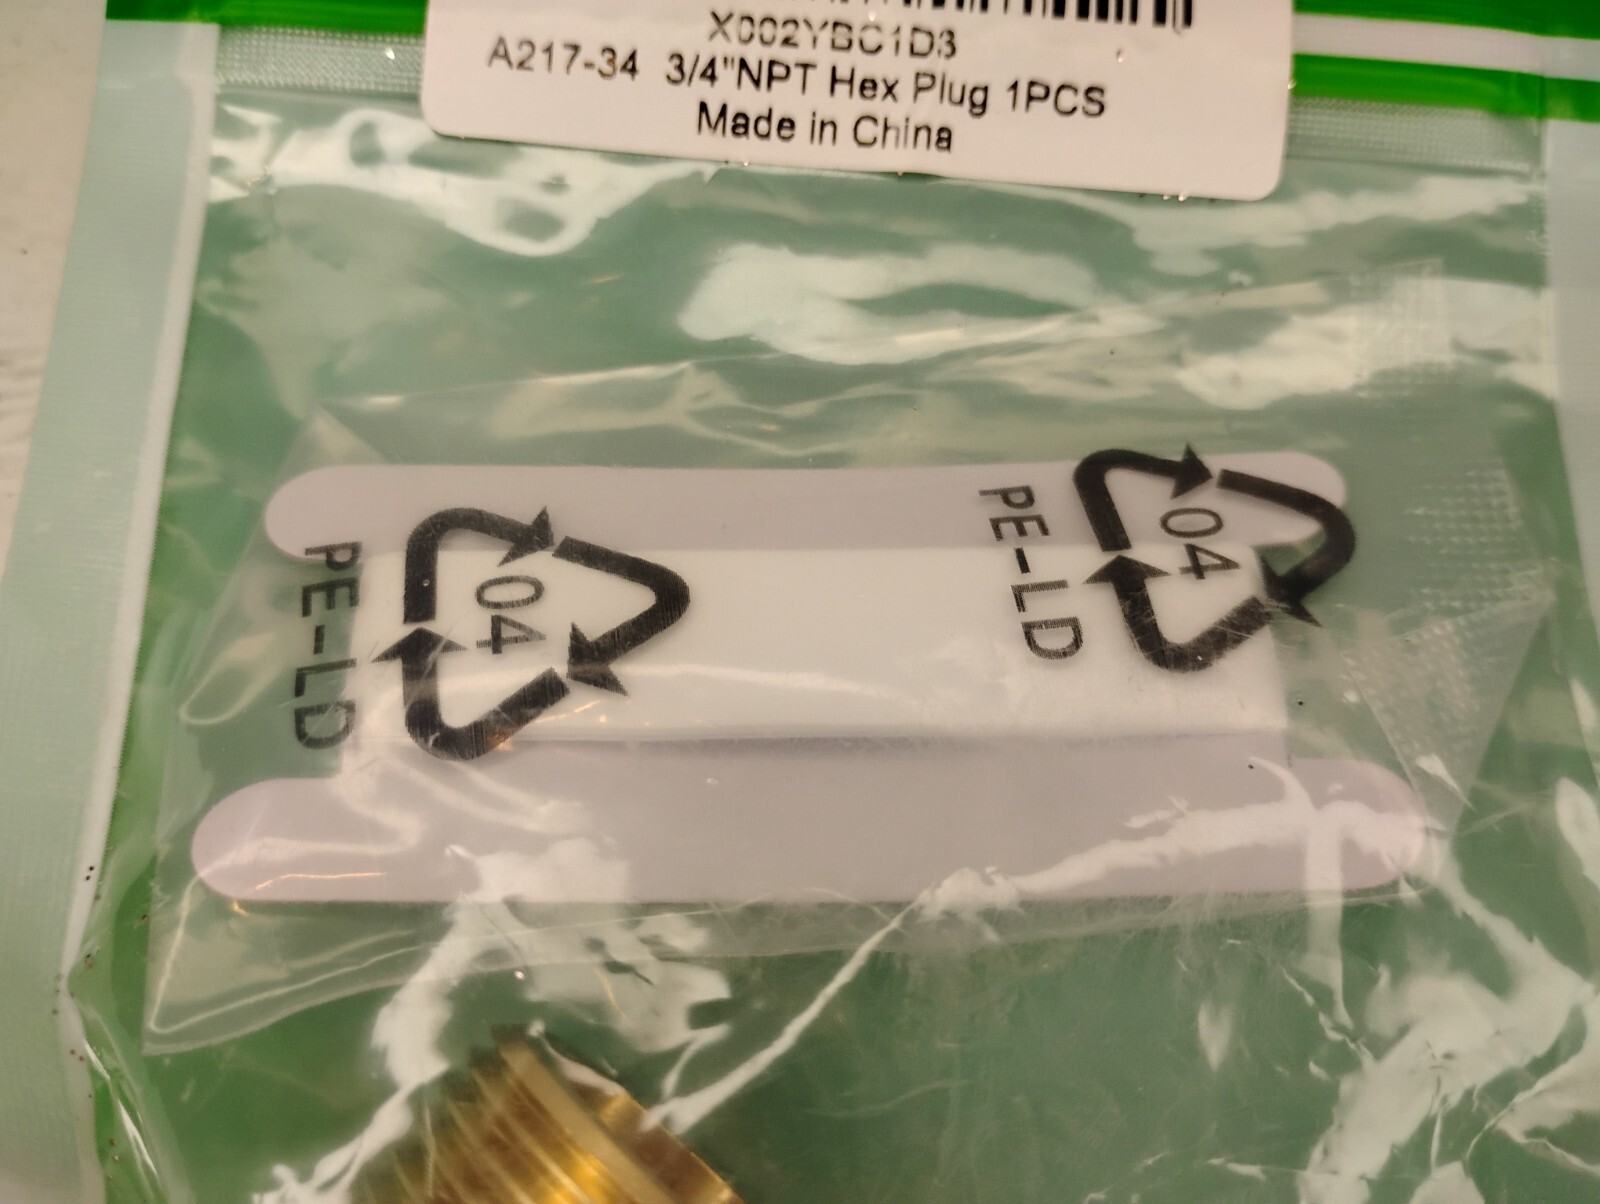 X002YBC1D3
A217-34 3/4"NPT Hex Plug 1PCS
Made in China
04
PE-LD
04
PE-LD